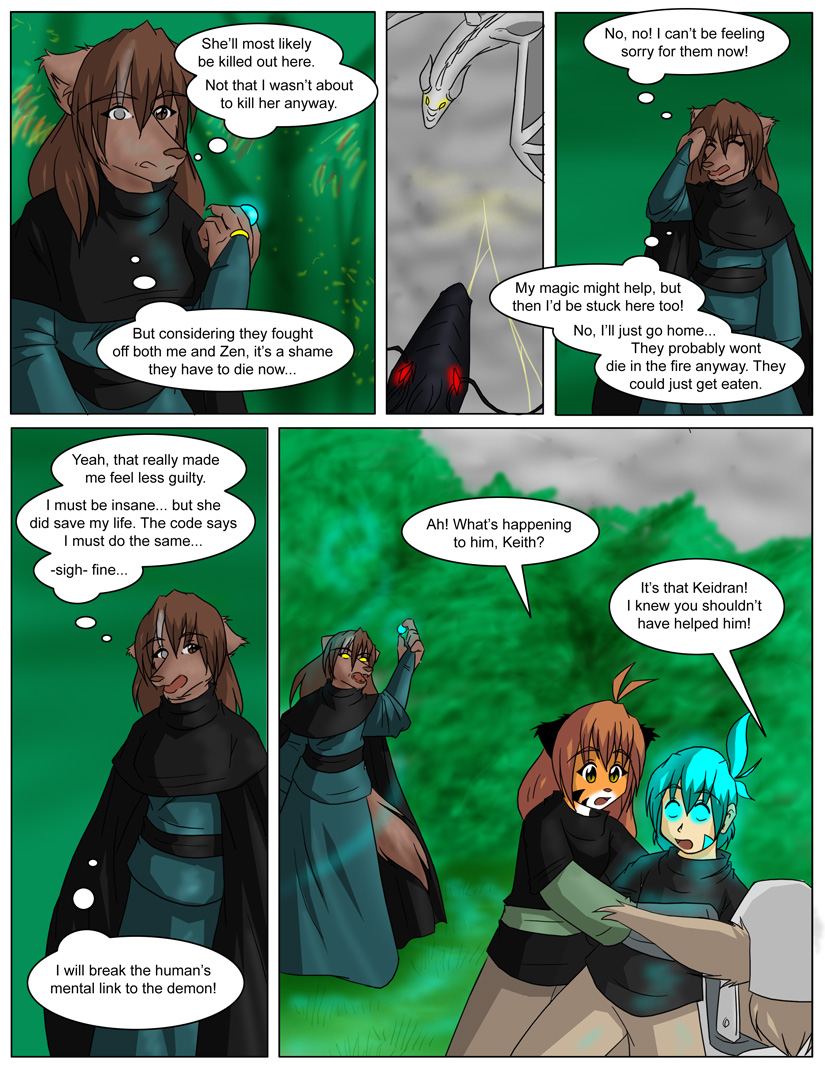 She'll most likely
be killed out here.
Not that I wasn't about
to kill her anyway.
But considering they fought
off both me and Zen, it's a shame
they have to die now...
No, no! I can't be feeling
sorry for them now!
My magic might help, but
then I'd be stuck here too!
No, I'll just go home...
They probably wont
die in the fire anyway. They
could just get eaten.
Yeah, that really made
me feel less guilty.
I must be insane... but she
did save my life. The code says
I must do the same...
-sigh- fine...
I will break the human's
mental link to the demon!
Ah! What's happening
to him, Keith?
It's that Keidran!
I knew you shouldn't
have helped him!